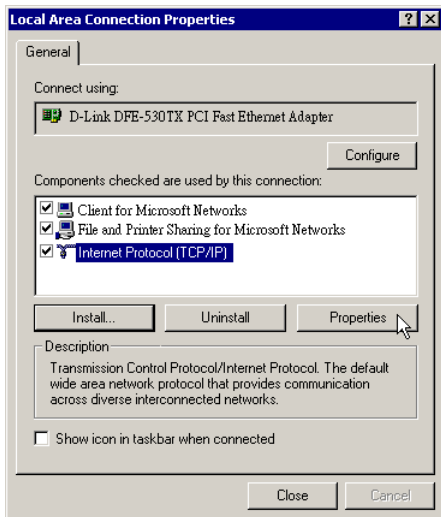 Local Area Connection Properties
General
Connect using:
D-Link DFE-530TX PCI Fast Ethernet Adapter
Configure
Components checked are used by this connection:
Client for Microsoft Networks
File and Printer Sharing for Microsoft Networks
Internet Protocol (TCP/IP)
Install...
Uninstall
Properties
Description
Transmission Control Protocol/Internet Protocol. The default
wide area network protocol that provides communication
across diverse interconnected networks.
Show icon in taskbar when connected
Close
Cancel